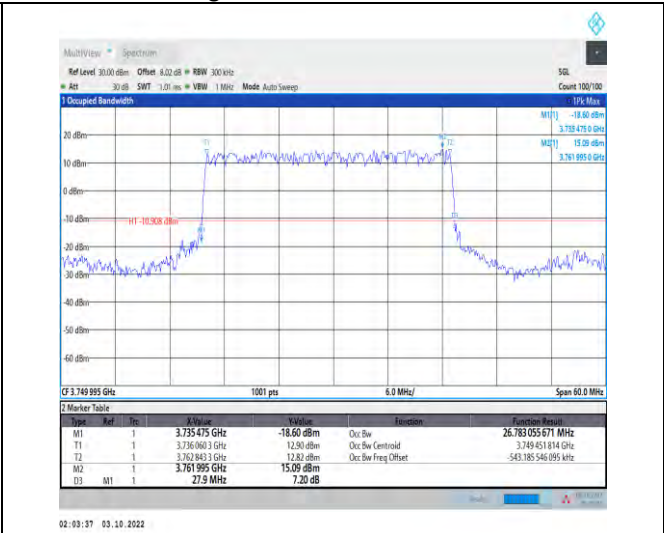 MultiView Spectrum
Ref Level 30.00 dBm Offset 8.02 dB RBW 300 kHz SGL
Att 30 dB SWT 1.01 ms VBW 1 MHz Mode Auto Sweep Count 100/100
1 Occupied Bandwidth 1Pk Max
M1[1] -18.60 dBm
3.735 475 0 GHz
20 dBm M2[1] 15.09 dBm
T1 M2 T2 3.761 995 0 GHz
10 dBm
0 dBm
-10 dBm H1 -10.908 dBm D3
M1
-20 dBm
-30 dBm
-40 dBm
-50 dBm
-60 dBm
CF 3.749 995 GHz 1001 pts 6.0 MHz/ Span 60.0 MHz
2 Marker Table
Type Ref Trc X-Value Y-Value Function Function Result
M1 1 3.735 475 GHz -18.60 dBm Occ Bw 26.783 055 671 MHz
T1 1 3.736 060 3 GHz 12.90 dBm Occ Bw Centroid 3.749 451 814 GHz
T2 1 3.762 843 3 GHz 12.82 dBm Occ Bw Freq Offset -543.185 546 095 kHz
M2 1 3.761 995 GHz 15.09 dBm
D3 M1 1 27.9 MHz 7.20 dB
02:03:37 03.10.2022